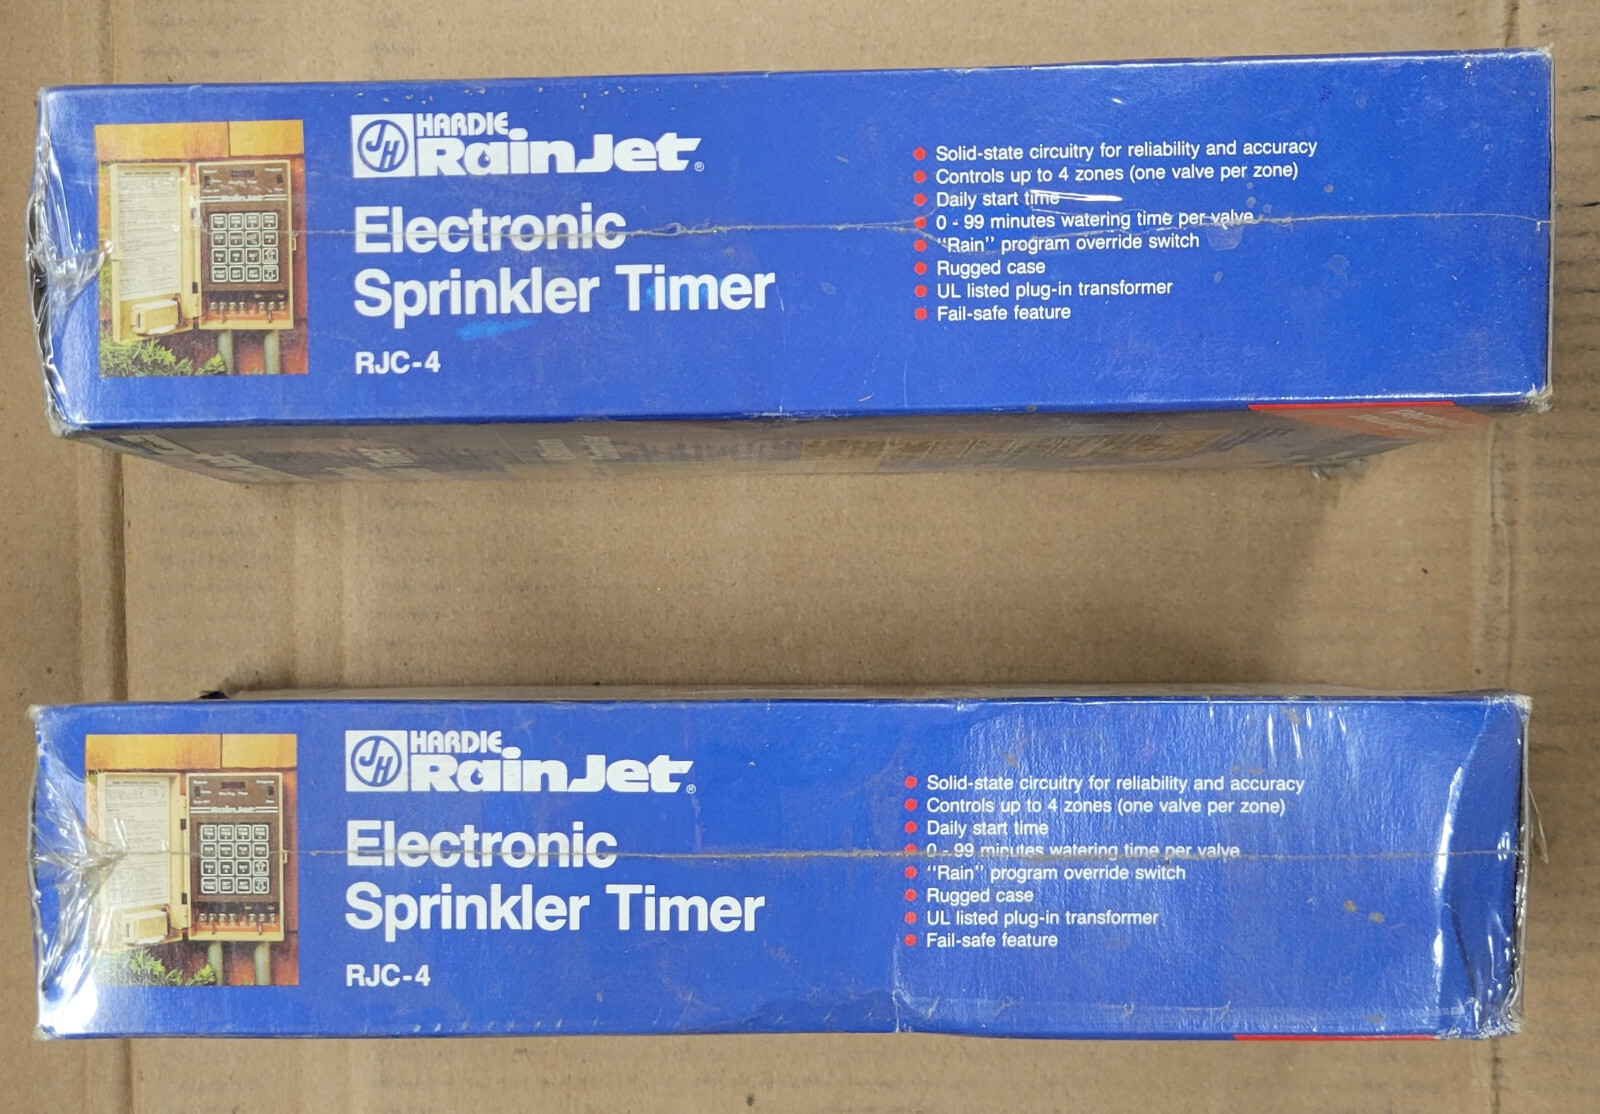 JH
HARDIE
RainJet®
Electronic
Sprinkler Timer
RJC-4
Solid-state circuitry for reliability and accuracy
Controls up to 4 zones (one valve per zone)
Daily start time
0 - 99 minutes watering time per valve
"Rain" program override switch
Rugged case
UL listed plug-in transformer
Fail-safe feature
RainJet
JH
HARDIE
RainJet®
Electronic
Sprinkler Timer
RJC-4
Solid-state circuitry for reliability and accuracy
Controls up to 4 zones (one valve per zone)
Daily start time
0 - 99 minutes watering time per valve
"Rain" program override switch
Rugged case
UL listed plug-in transformer
Fail-safe feature
RainJet